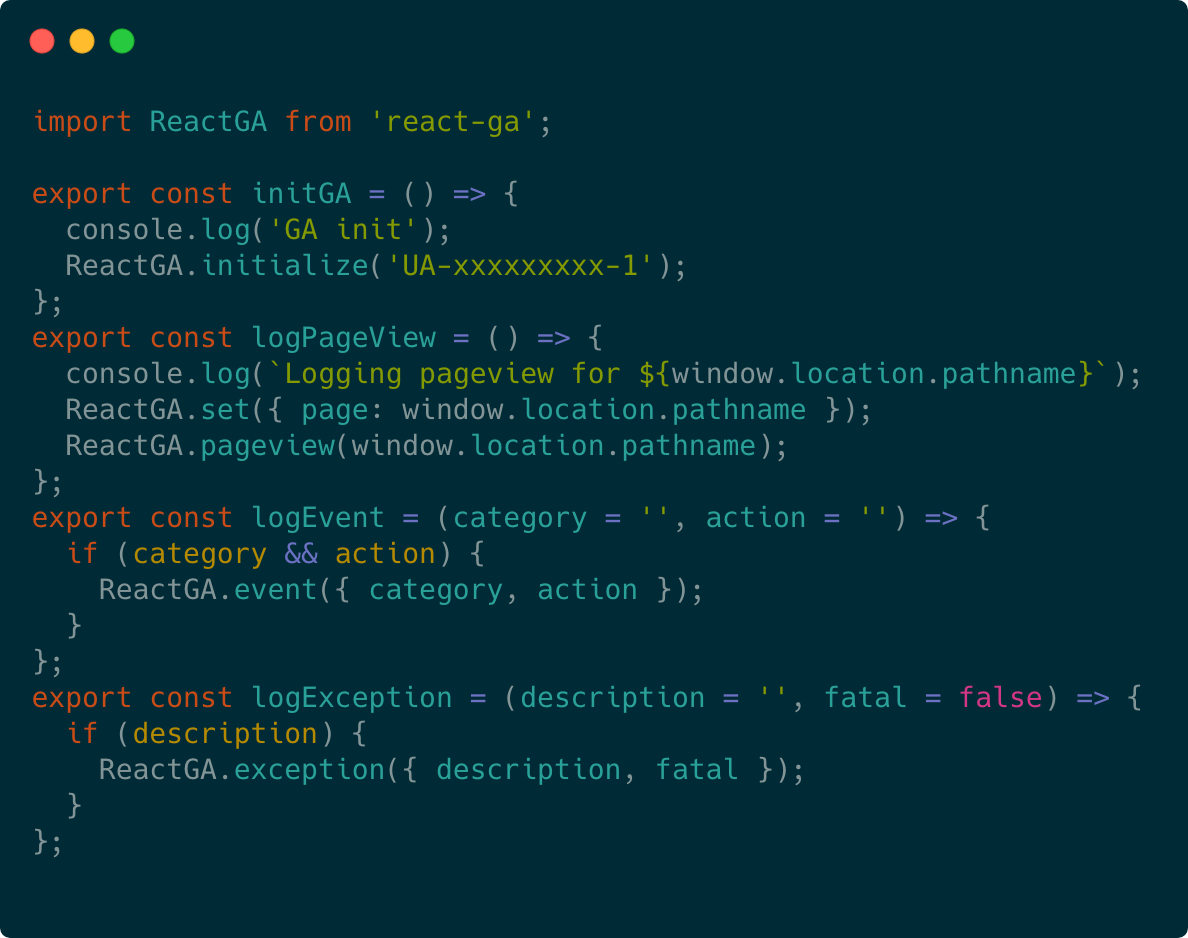 import ReactGA from 'react-ga';

export const initGA = () => {
  console.log('GA init');
  ReactGA.initialize('UA-xxxxxxxxx-1');
};
export const logPageView = () => {
  console.log(`Logging pageview for ${window.location.pathname}`);
  ReactGA.set({ page: window.location.pathname });
  ReactGA.pageview(window.location.pathname);
};
export const logEvent = (category = '', action = '') => {
  if (category && action) {
    ReactGA.event({ category, action });
  }
};
export const logException = (description = '', fatal = false) => {
  if (description) {
    ReactGA.exception({ description, fatal });
  }
};